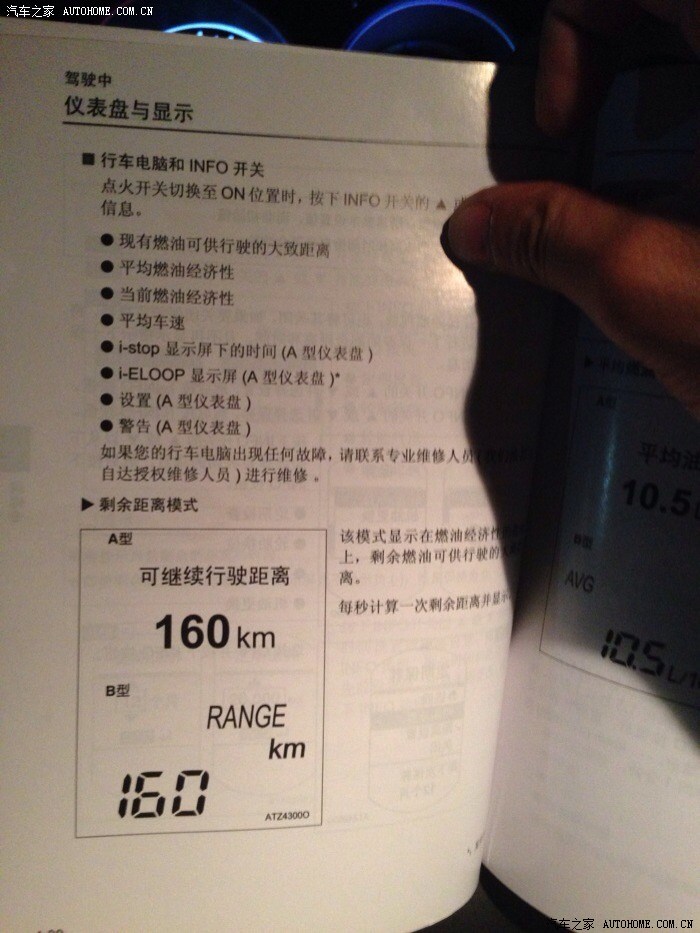 汽车之家 AUTOHOME.COM.CN
驾驶中
仪表盘与显示
■ 行车电脑和 INFO 开关
点火开关切换至 ON 位置时，按下 INFO 开关的 ▲
信息。
● 现有燃油可供行驶的大致距离
● 平均燃油经济性
● 当前燃油经济性
● 平均车速
● i-stop 显示屏下的时间 (A 型仪表盘 )
● i-ELOOP 显示屏 (A 型仪表盘 )*
● 设置 (A 型仪表盘 )
● 警告 (A 型仪表盘 )
如果您的行车电脑出现任何故障，请联系专业维修人员
自达授权维修人员 ) 进行维修 。
▶ 剩余距离模式
A型
可继续行驶距离
160 km
B型
RANGE
km
160
ATZ4300O
该模式显示在燃油经济性
上，剩余燃油可供行驶的
离。
每秒计算一次剩余距离并显示
A型
平均油
10.5
B型
AVG
10.5 L/10
汽车之家 AUTOHOME.COM.CN